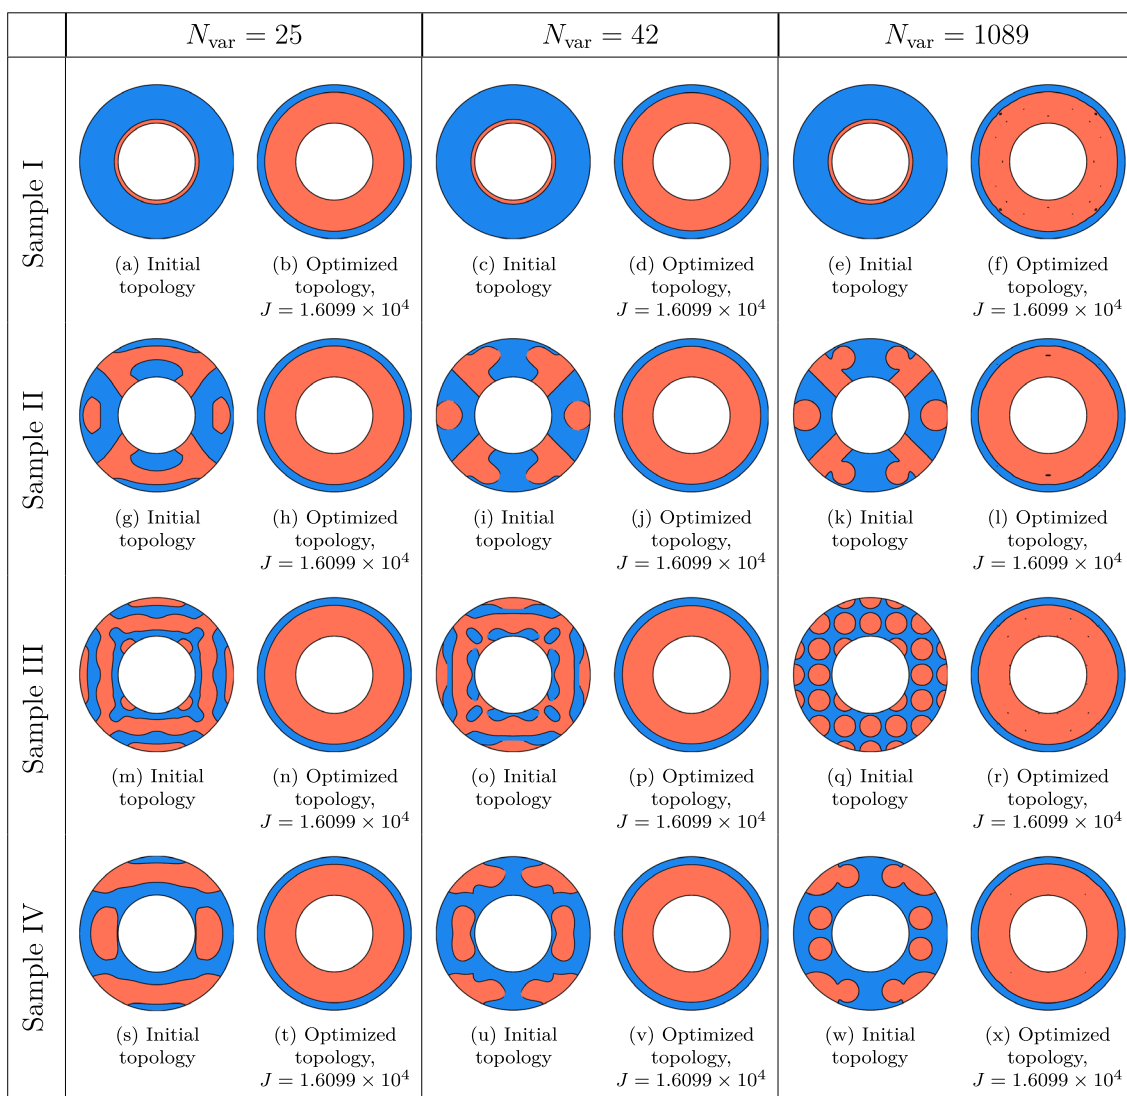 N_var = 25 N_var = 42 N_var = 1089
Sample I
(a) Initial topology
(b) Optimized topology, J = 1.6099 × 10^4
(c) Initial topology
(d) Optimized topology, J = 1.6099 × 10^4
(e) Initial topology
(f) Optimized topology, J = 1.6099 × 10^4
Sample II
(g) Initial topology
(h) Optimized topology, J = 1.6099 × 10^4
(i) Initial topology
(j) Optimized topology, J = 1.6099 × 10^4
(k) Initial topology
(l) Optimized topology, J = 1.6099 × 10^4
Sample III
(m) Initial topology
(n) Optimized topology, J = 1.6099 × 10^4
(o) Initial topology
(p) Optimized topology, J = 1.6099 × 10^4
(q) Initial topology
(r) Optimized topology, J = 1.6099 × 10^4
Sample IV
(s) Initial topology
(t) Optimized topology, J = 1.6099 × 10^4
(u) Initial topology
(v) Optimized topology, J = 1.6099 × 10^4
(w) Initial topology
(x) Optimized topology, J = 1.6099 × 10^4